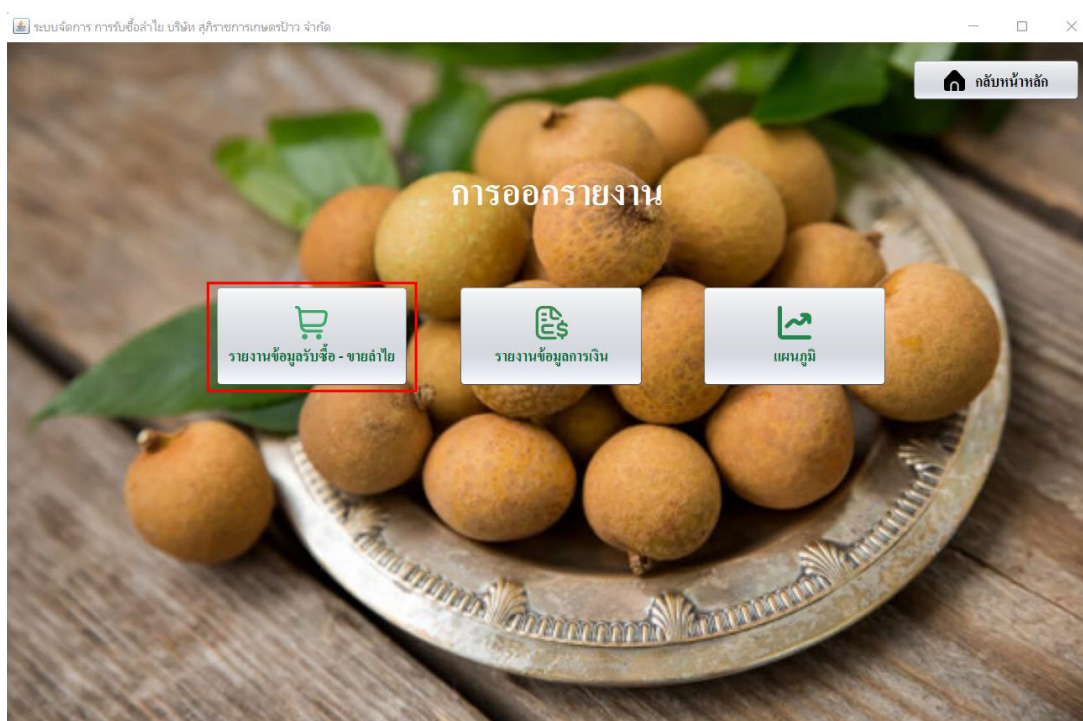 ระบบจัดการ การรับซื้อลำไย บริษัท สุภิราชการเกษตรป้าว จำกัด
กลับหน้าหลัก
การออกรายงาน
รายงานข้อมูลรับซื้อ - ขายลำไย
รายงานข้อมูลการเงิน
แผนภูมิ